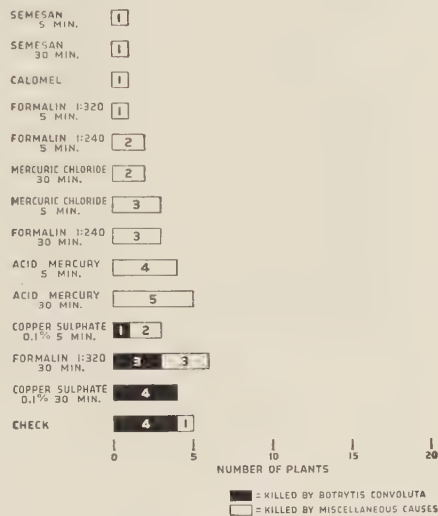 SEMESAN
5 MIN.
1
SEMESAN
30 MIN.
1
CALOMEL
1
FORMALIN 1:320
5 MIN.
1
FORMALIN 1:240
5 MIN.
2
MERCURIC CHLORIDE
30 MIN.
2
MERCURIC CHLORIDE
5 MIN.
3
FORMALIN 1:240
30 MIN.
3
ACID MERCURY
5 MIN.
4
ACID MERCURY
30 MIN.
5
COPPER SULPHATE
0.1% 5 MIN.
1 2
FORMALIN 1:320
30 MIN.
3 3
COPPER SULPHATE
0.1% 30 MIN.
4
CHECK
4 1
0 5 10 15 20
NUMBER OF PLANTS
= KILLED BY BOTRYTIS CONVOLUTA
= KILLED BY MISCELLANEOUS CAUSES